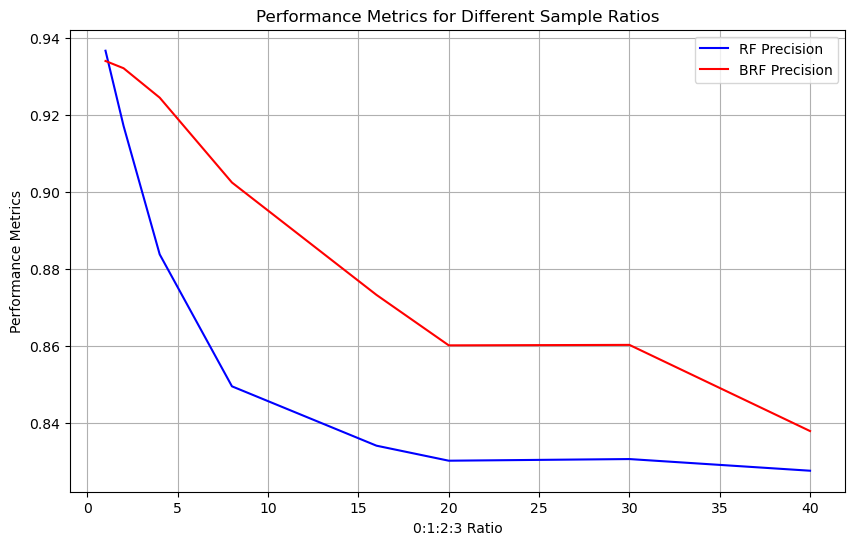 Performance Metrics for Different Sample Ratios
RF Precision
BRF Precision
Performance Metrics
0.94
0.92
0.90
0.88
0.86
0.84
0 5 10 15 20 25 30 35 40
0:1:2:3 Ratio